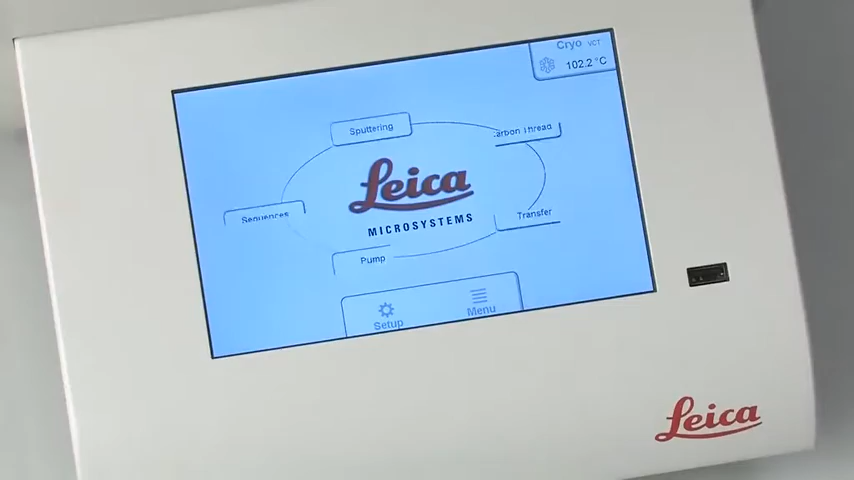 Cryo VCT
102.2 °C
Sputtering
Carbon Thread
Leica
MICROSYSTEMS
Sequences
Transfer
Pump
Setup
Menu
Leica